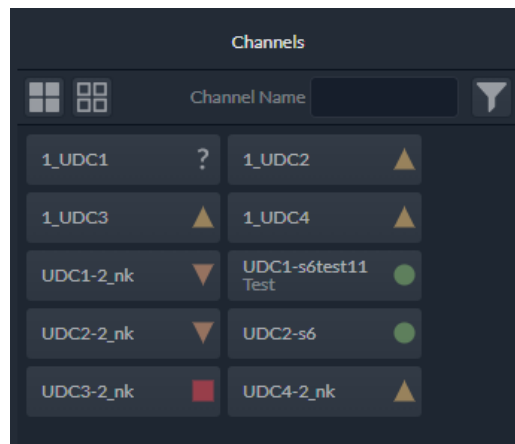 Channels
Channel Name
1_UDC1 ? 1_UDC2
1_UDC3 1_UDC4
UDC1-2_nk UDC1-s6test11
Test
UDC2-2_nk UDC2-s6
UDC3-2_nk UDC4-2_nk